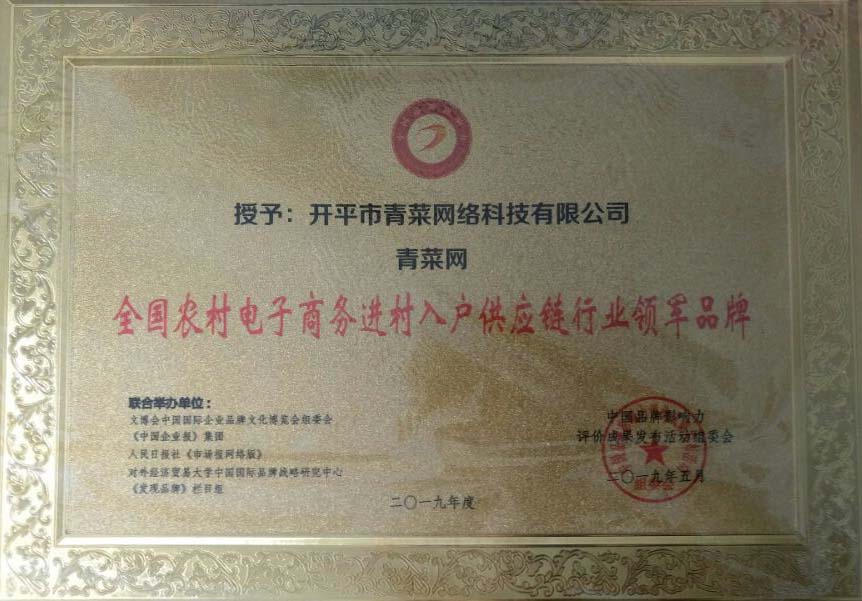 授予：开平市青菜网络科技有限公司
青菜网
全国农村电子商务进村入户供应链行业领军品牌
联合举办单位：
文博会中国国际企业品牌文化博览会组委会
《中国企业报》集团
人民日报社《市场报网络版》
对外经济贸易大学中国国际品牌战略研究中心
《发现品牌》栏目组
二〇一九年度
中国品牌影响力
评价成果发布活动组委会
二〇一九年五月